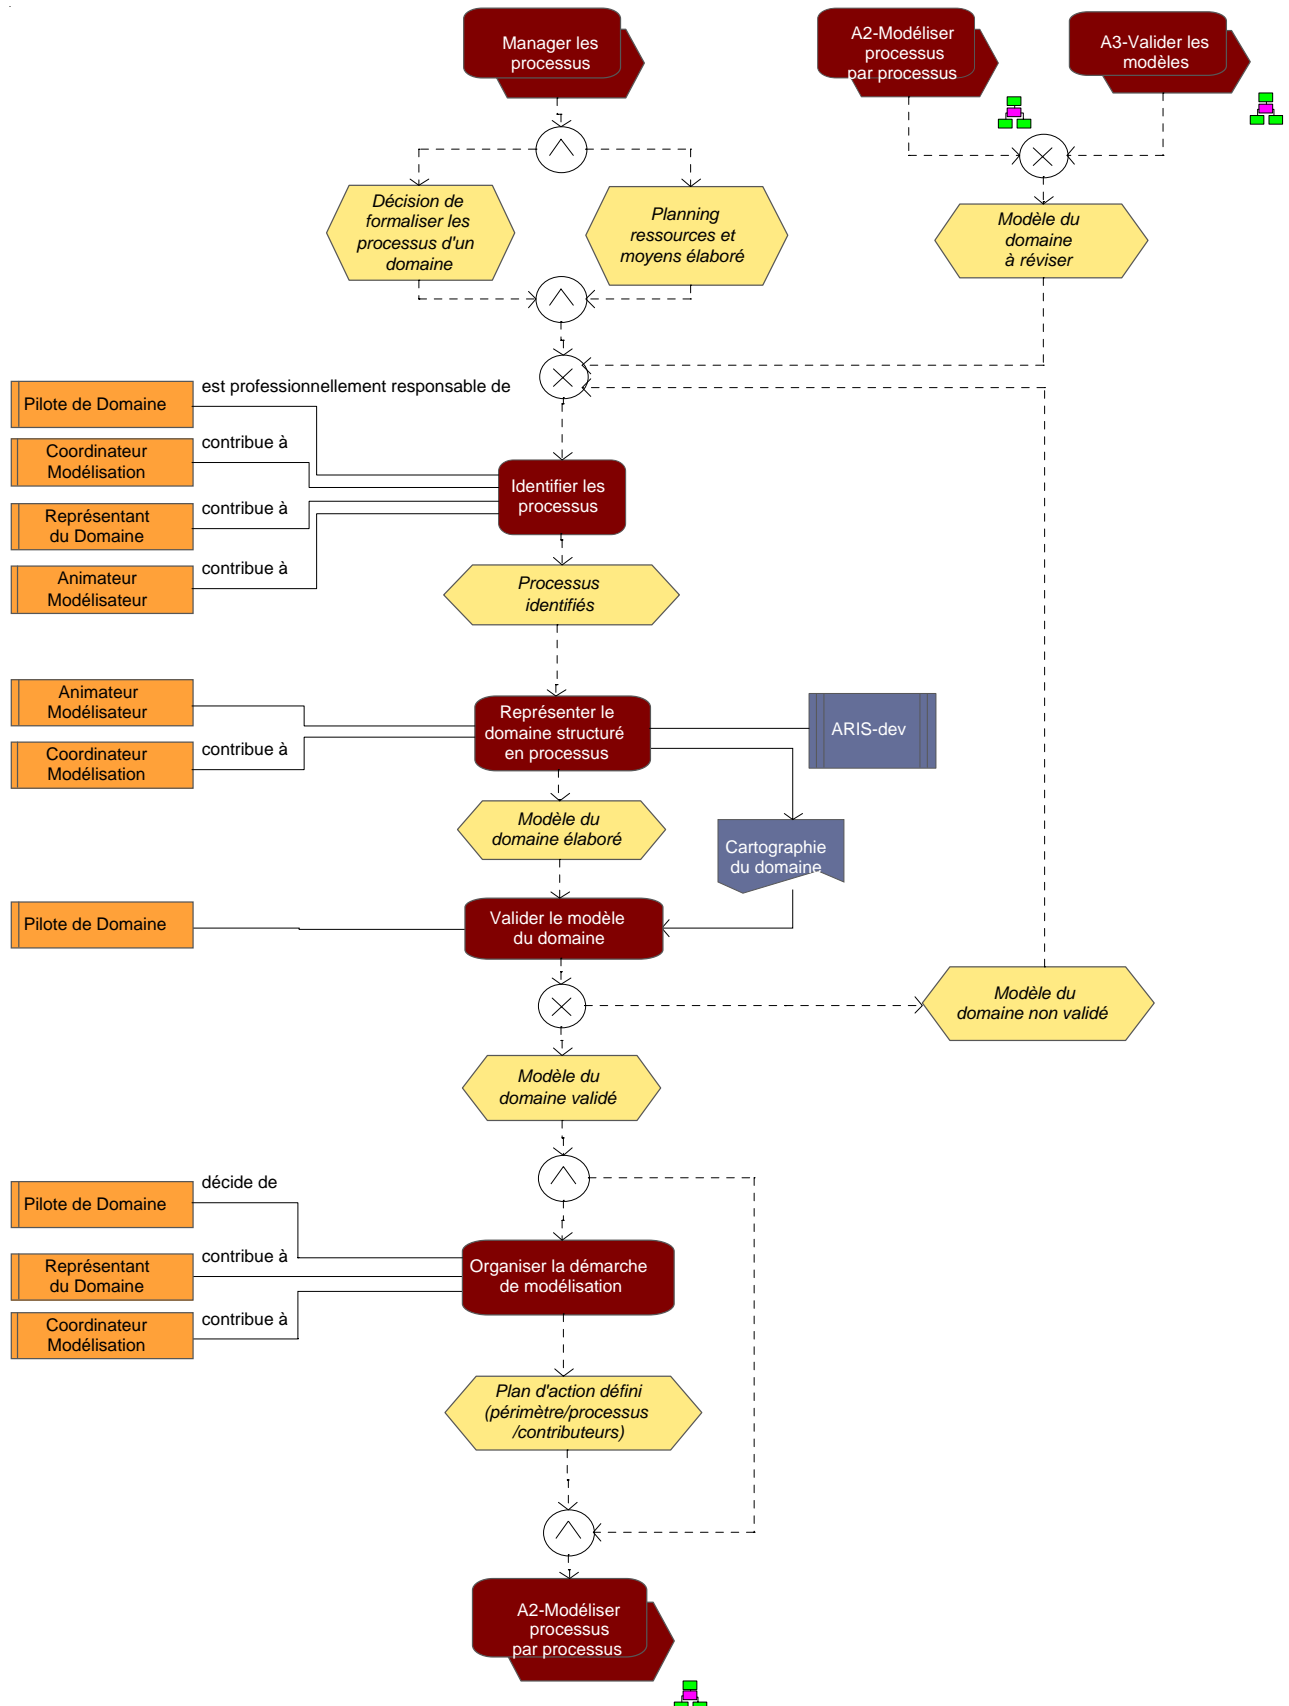 Manager les
processus
A2-Modéliser
processus
par processus
A3-Valider les
modèles
Décision de
formaliser les
processus d'un
domaine
Planning
ressources et
moyens élaboré
Modèle du
domaine
à réviser
Pilote de Domaine
est professionnellement responsable de
Coordinateur
Modélisation
contribue à
Représentant
du Domaine
contribue à
Animateur
Modélisateur
contribue à
Identifier les
processus
Processus
identifiés
Animateur
Modélisateur
Coordinateur
Modélisation
contribue à
Représenter le
domaine structuré
en processus
ARIS-dev
Modèle du
domaine élaboré
Cartographie
du domaine
Pilote de Domaine
Valider le modèle
du domaine
Modèle du
domaine non validé
Modèle du
domaine validé
Pilote de Domaine
décide de
Représentant
du Domaine
contribue à
Coordinateur
Modélisation
contribue à
Organiser la démarche
de modélisation
Plan d'action défini
(périmètre/processus
/contributeurs)
A2-Modéliser
processus
par processus